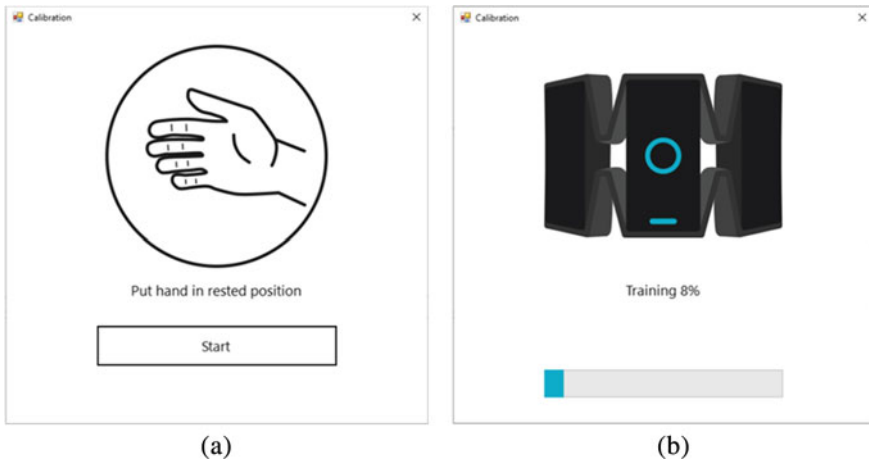 Calibration
Put hand in rested position
Start
(a)
Calibration
Training 8%
(b)